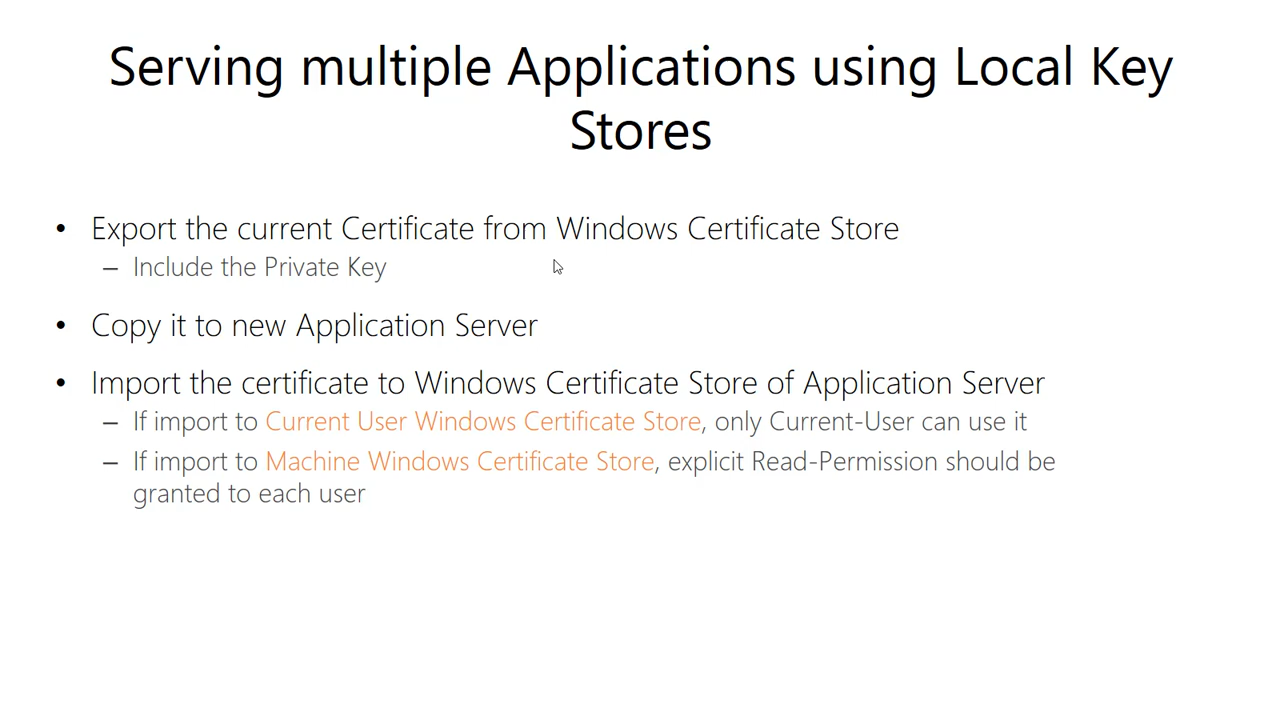 Serving multiple Applications using Local Key
Stores
• Export the current Certificate from Windows Certificate Store
– Include the Private Key
• Copy it to new Application Server
• Import the certificate to Windows Certificate Store of Application Server
– If import to Current User Windows Certificate Store, only Current-User can use it
– If import to Machine Windows Certificate Store, explicit Read-Permission should be
granted to each user